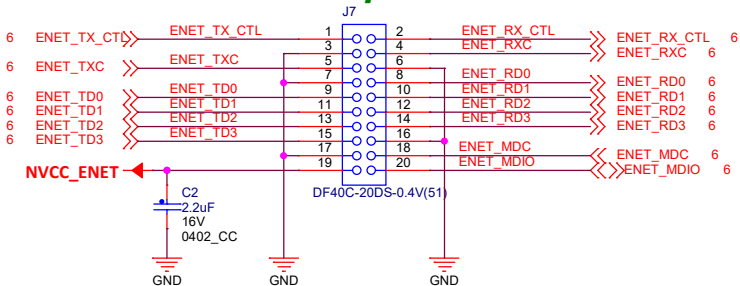 J7
6 ENET_TX_CTL ENET_TX_CTL 1 2 ENET_RX_CTL ENET_RX_CTL 6
3 4 ENET_RXC ENET_RXC 6
6 ENET_TXC ENET_TXC 5 6
7 8 ENET_RD0 ENET_RD0 6
6 ENET_TD0 ENET_TD0 9 10 ENET_RD1 ENET_RD1 6
6 ENET_TD1 ENET_TD1 11 12 ENET_RD2 ENET_RD2 6
6 ENET_TD2 ENET_TD2 13 14 ENET_RD3 ENET_RD3 6
6 ENET_TD3 ENET_TD3 15 16
17 18 ENET_MDC ENET_MDC 6
NVCC_ENET 19 20 ENET_MDIO ENET_MDIO 6
DF40C-20DS-0.4V(51)
C2
2.2uF
16V
0402_CC
GND GND GND